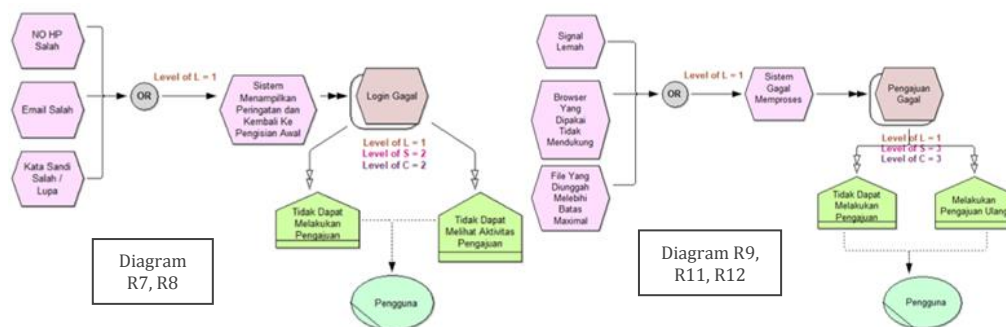 NO HP
Salah
Email Salah
Kata Sandi
Salah /
Lupa
OR
Level of L = 1
Sistem
Menampilkan
Peringatan dan
Kembali Ke
Pengisian Awal
Login Gagal
Level of L = 1
Level of S = 2
Level of C = 2
Tidak Dapat
Melakukan
Pengajuan
Tidak Dapat
Melihat Aktivitas
Pengajuan
Pengguna
Diagram
R7, R8
Signal
Lemah
Browser
Yang
Dipakai Tidak
Mendukung
File Yang
Diunggah
Melebihi
Batas
Maximal
OR
Level of L = 1
Sistem
Gagal
Memproses
Pengajuan
Gagal
Level of L = 1
Level of S = 3
Level of C = 3
Tidak Dapat
Melakukan
Pengajuan
Melakukan
Pengajuan Ulang
Pengguna
Diagram R9,
R11, R12